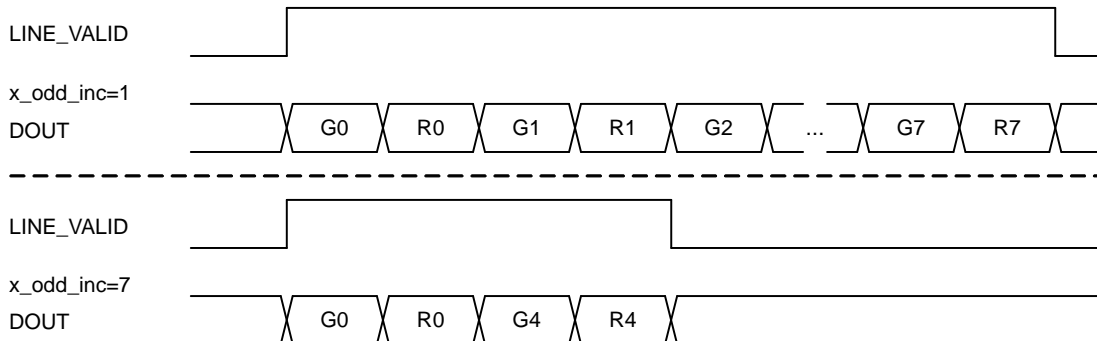 LINE_VALID
x_odd_inc=1
DOUT G0 R0 G1 R1 G2 ... G7 R7
LINE_VALID
x_odd_inc=7
DOUT G0 R0 G4 R4